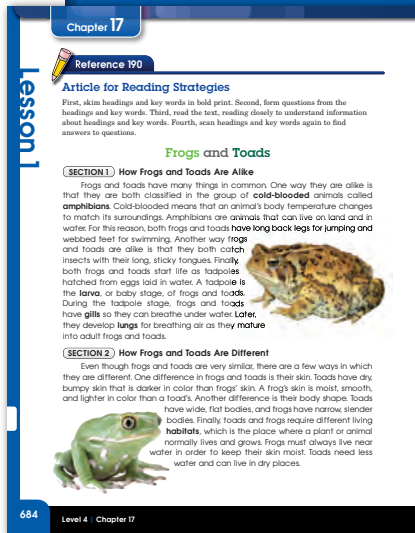 Chapter 17
Lesson 1
Reference 190
Article for Reading Strategies
First, skim headings and key words in bold print. Second, form questions from the
headings and key words. Third, read the text, reading closely to understand information
about headings and key words. Fourth, scan headings and key words again to find
answers to questions.
Frogs and Toads
SECTION 1 How Frogs and Toads Are Alike
Frogs and toads have many things in common. One way they are alike is
that they are both classified in the group of cold-blooded animals called
amphibians. Cold-blooded means that an animal's body temperature changes
to match its surroundings. Amphibians are animals that can live on land and in
water. For this reason, both frogs and toads have long back legs for jumping and
webbed feet for swimming. Another way frogs
and toads are alike is that they both catch
insects with their long, sticky tongues. Finally,
both frogs and toads start life as tadpoles
hatched from eggs laid in water. A tadpole is
the larva, or baby stage, of frogs and toads.
During the tadpole stage, frogs and toads
have gills so they can breathe under water. Later,
they develop lungs for breathing air as they mature
into adult frogs and toads.
SECTION 2 How Frogs and Toads Are Different
Even though frogs and toads are very similar, there are a few ways in which
they are different. One difference in frogs and toads is their skin. Toads have dry,
bumpy skin that is darker in color than frogs' skin. A frog's skin is moist, smooth,
and lighter in color than a toad's. Another difference is their body shape. Toads
have wide, flat bodies, and frogs have narrow, slender
bodies. Finally, toads and frogs require different living
habitats, which is the place where a plant or animal
normally lives and grows. Frogs must always live near
water in order to keep their skin moist. Toads need less
water and can live in dry places.
684
Level 4 | Chapter 17